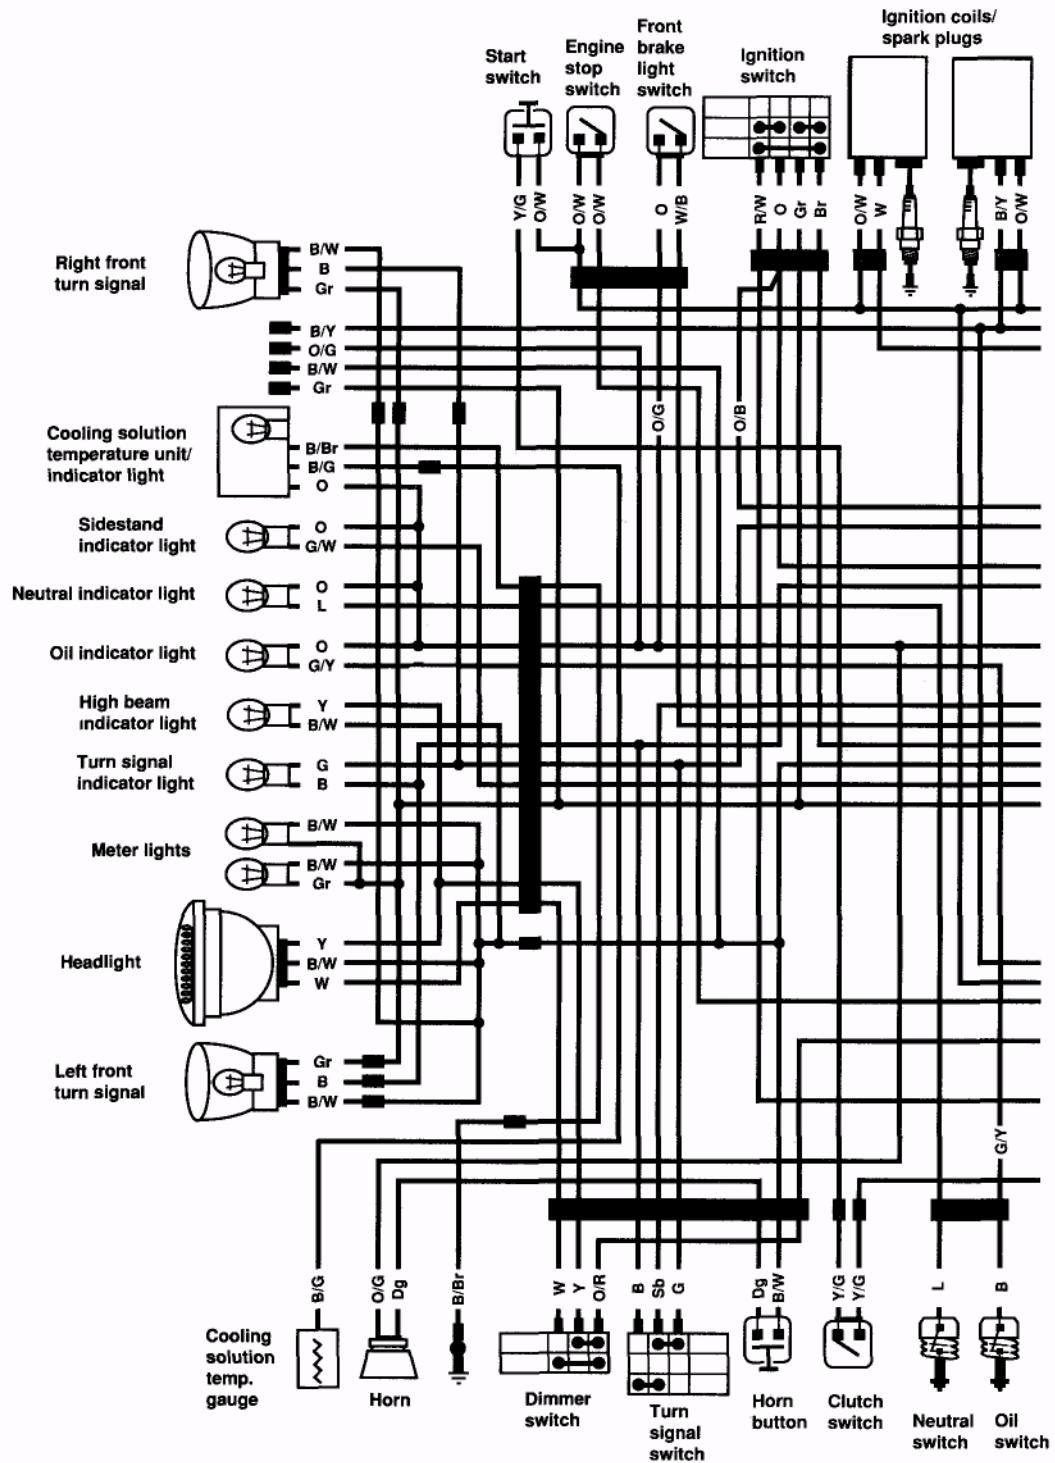 Ignition coils/
spark plugs
Front
brake
light
switch
Engine
stop
switch
Start
switch
Ignition
switch
Y/G
O/W
O/W
O/W
O
W/B
R/W
O
Gr
Br
O/W
W
B/Y
O/W
Right front
turn signal
B/W
B
Gr
B/Y
O/G
B/W
Gr
O/G
O/B
Cooling solution
temperature unit/
indicator light
B/Br
B/G
O
Sidestand
indicator light
O
G/W
Neutral indicator light
O
L
Oil indicator light
O
G/Y
High beam
indicator light
Y
B/W
Turn signal
indicator light
G
B
Meter lights
B/W
B/W
Gr
Headlight
Y
B/W
W
Left front
turn signal
Gr
B
B/W
G/Y
B/G
O/G
Dg
B/Br
W
Y
O/R
B
Sb
G
Dg
B/W
Y/G
Y/G
L
B
Cooling
solution
temp.
gauge
Horn
Dimmer
switch
Turn
signal
switch
Horn
button
Clutch
switch
Neutral
switch
Oil
switch